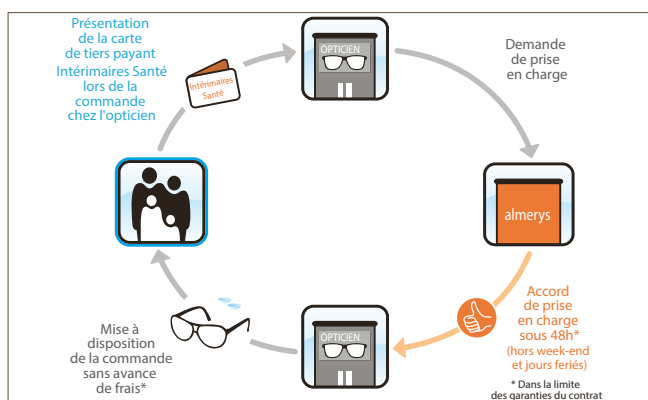 Présentation
de la carte
de tiers payant
Intérimaires Santé
lors de la
commande
chez l'opticien
Intérimaires
Santé
OPTICIEN
Demande
de prise
en charge
almerys
Accord
de prise
en charge
sous 48h*
(hors week-end
et jours feriés)
* Dans la limite
des garanties du contrat
OPTICIEN
Mise à
disposition
de la commande
sans avance
de frais*